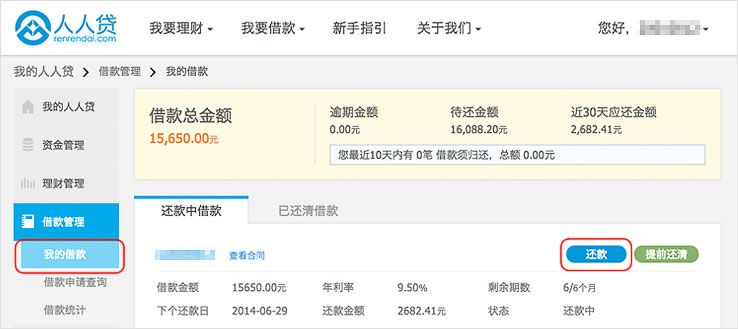 人人贷 renrendai.com 我要理财 我要借款 新手指引 关于我们 您好，
我的人人贷 借款管理 我的借款
我的人人贷
资金管理
理财管理
借款管理
我的借款
借款申请查询
借款统计
借款总金额 逾期金额 待还金额 近30天应还金额
15,650.00元 0.00元 16,088.20元 2,682.41元
您最近10天内有 0笔 借款须归还，总额 0.00元
还款中借款 已还清借款
查看合同 还款 提前还清
借款金额 15650.00元 年利率 9.50% 剩余期数 6/6个月
下个还款日 2014-06-29 还款金额 2682.41元 状态 还款中